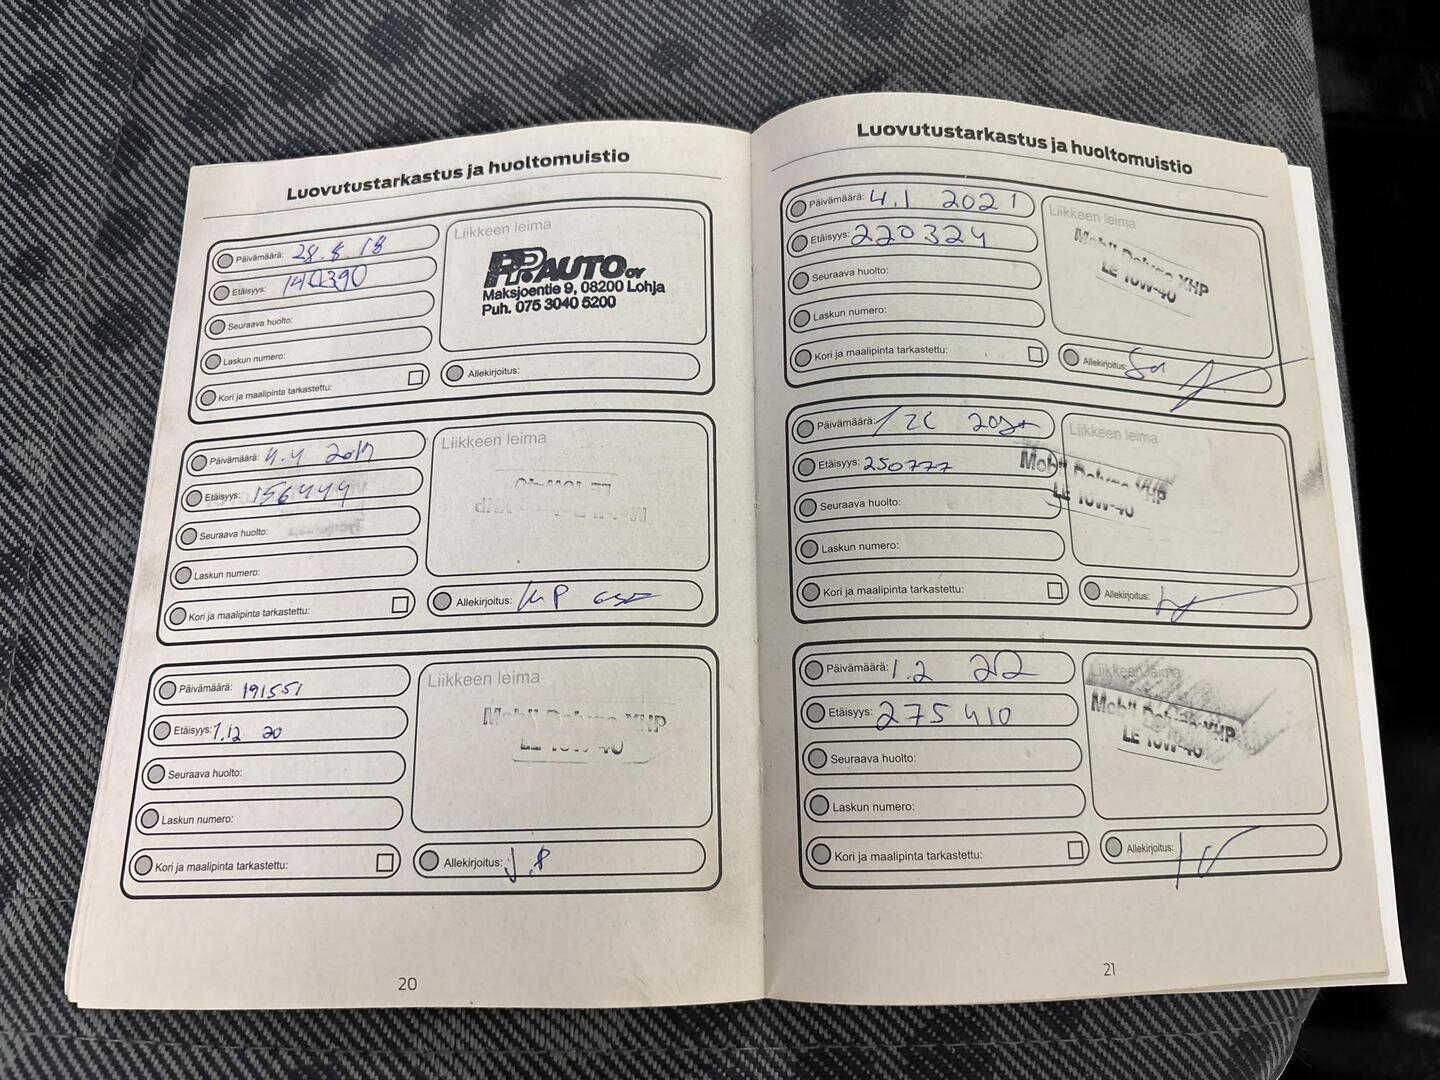 Luovutustarkastus ja huoltomuistio
Päivämäärä: 28.8 18
Etäisyys: 140390
Seuraava huolto:
Laskun numero:
Kori ja maalipinta tarkastettu:
Liikkeen leima
PP.AUTO OY
Maksjoentie 9, 08200 Lohja
Puh. 075 3040 5200
Allekirjoitus:
Päivämäärä: 4.4
Etäisyys: 156449
Seuraava huolto:
Laskun numero:
Kori ja maalipinta tarkastettu:
Liikkeen leima
LE 10W-40
Mobil Delvac XHP
Allekirjoitus:
Päivämäärä: 191551
Etäisyys: 1.12 20
Seuraava huolto:
Laskun numero:
Kori ja maalipinta tarkastettu:
Liikkeen leima
Mobil Delvac XHP
LE 10W-40
Allekirjoitus:
20
Luovutustarkastus ja huoltomuistio
Päivämäärä: 4.1 2021
Etäisyys: 220324
Seuraava huolto:
Laskun numero:
Kori ja maalipinta tarkastettu:
Liikkeen leima
Mobil Delvac XHP
LE 10W-40
Allekirjoitus:
Päivämäärä:
Etäisyys: 250777
Seuraava huolto:
Laskun numero:
Kori ja maalipinta tarkastettu:
Liikkeen leima
Mobil Delvac XHP
LE 10W-40
Allekirjoitus:
Päivämäärä: 1.2 22
Etäisyys: 275410
Seuraava huolto:
Laskun numero:
Kori ja maalipinta tarkastettu:
Liikkeen leima
Mobil Delvac XHP
LE 10W-40
Allekirjoitus:
21